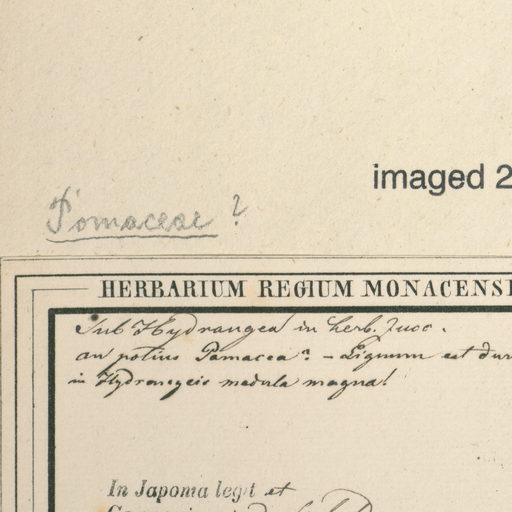 imaged 2
Pomaceae ?
HERBARIUM REGIUM MONACENS
Sub Hydrangea in herb. Zucc.
an potius Pomacea? - Lignum est dur
in Hydrangeis medula magna!
In Japonia legit et